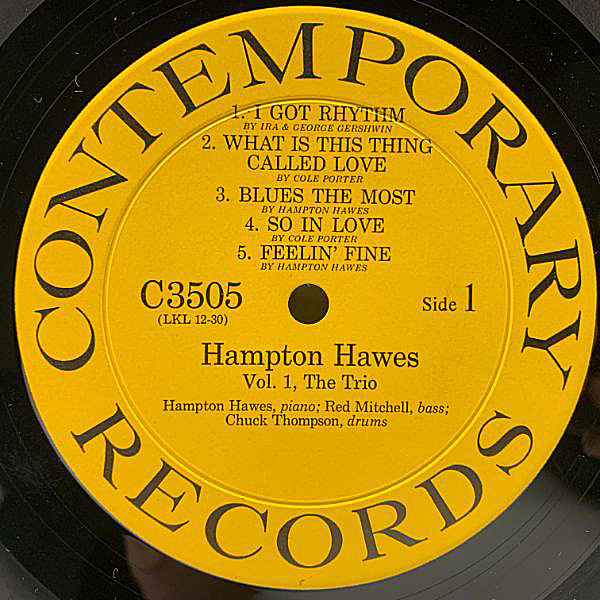 CONTEMPORARY
1. I GOT RHYTHM
BY IRA & GEORGE GERSHWIN
2. WHAT IS THIS THING
CALLED LOVE
BY COLE PORTER
3. BLUES THE MOST
BY HAMPTON HAWES
4. SO IN LOVE
BY COLE PORTER
5. FEELIN' FINE
BY HAMPTON HAWES
C3505
(LKL 12-30)
Side 1
Hampton Hawes
Vol. 1, The Trio
Hampton Hawes, piano; Red Mitchell, bass;
Chuck Thompson, drums
RECORDS